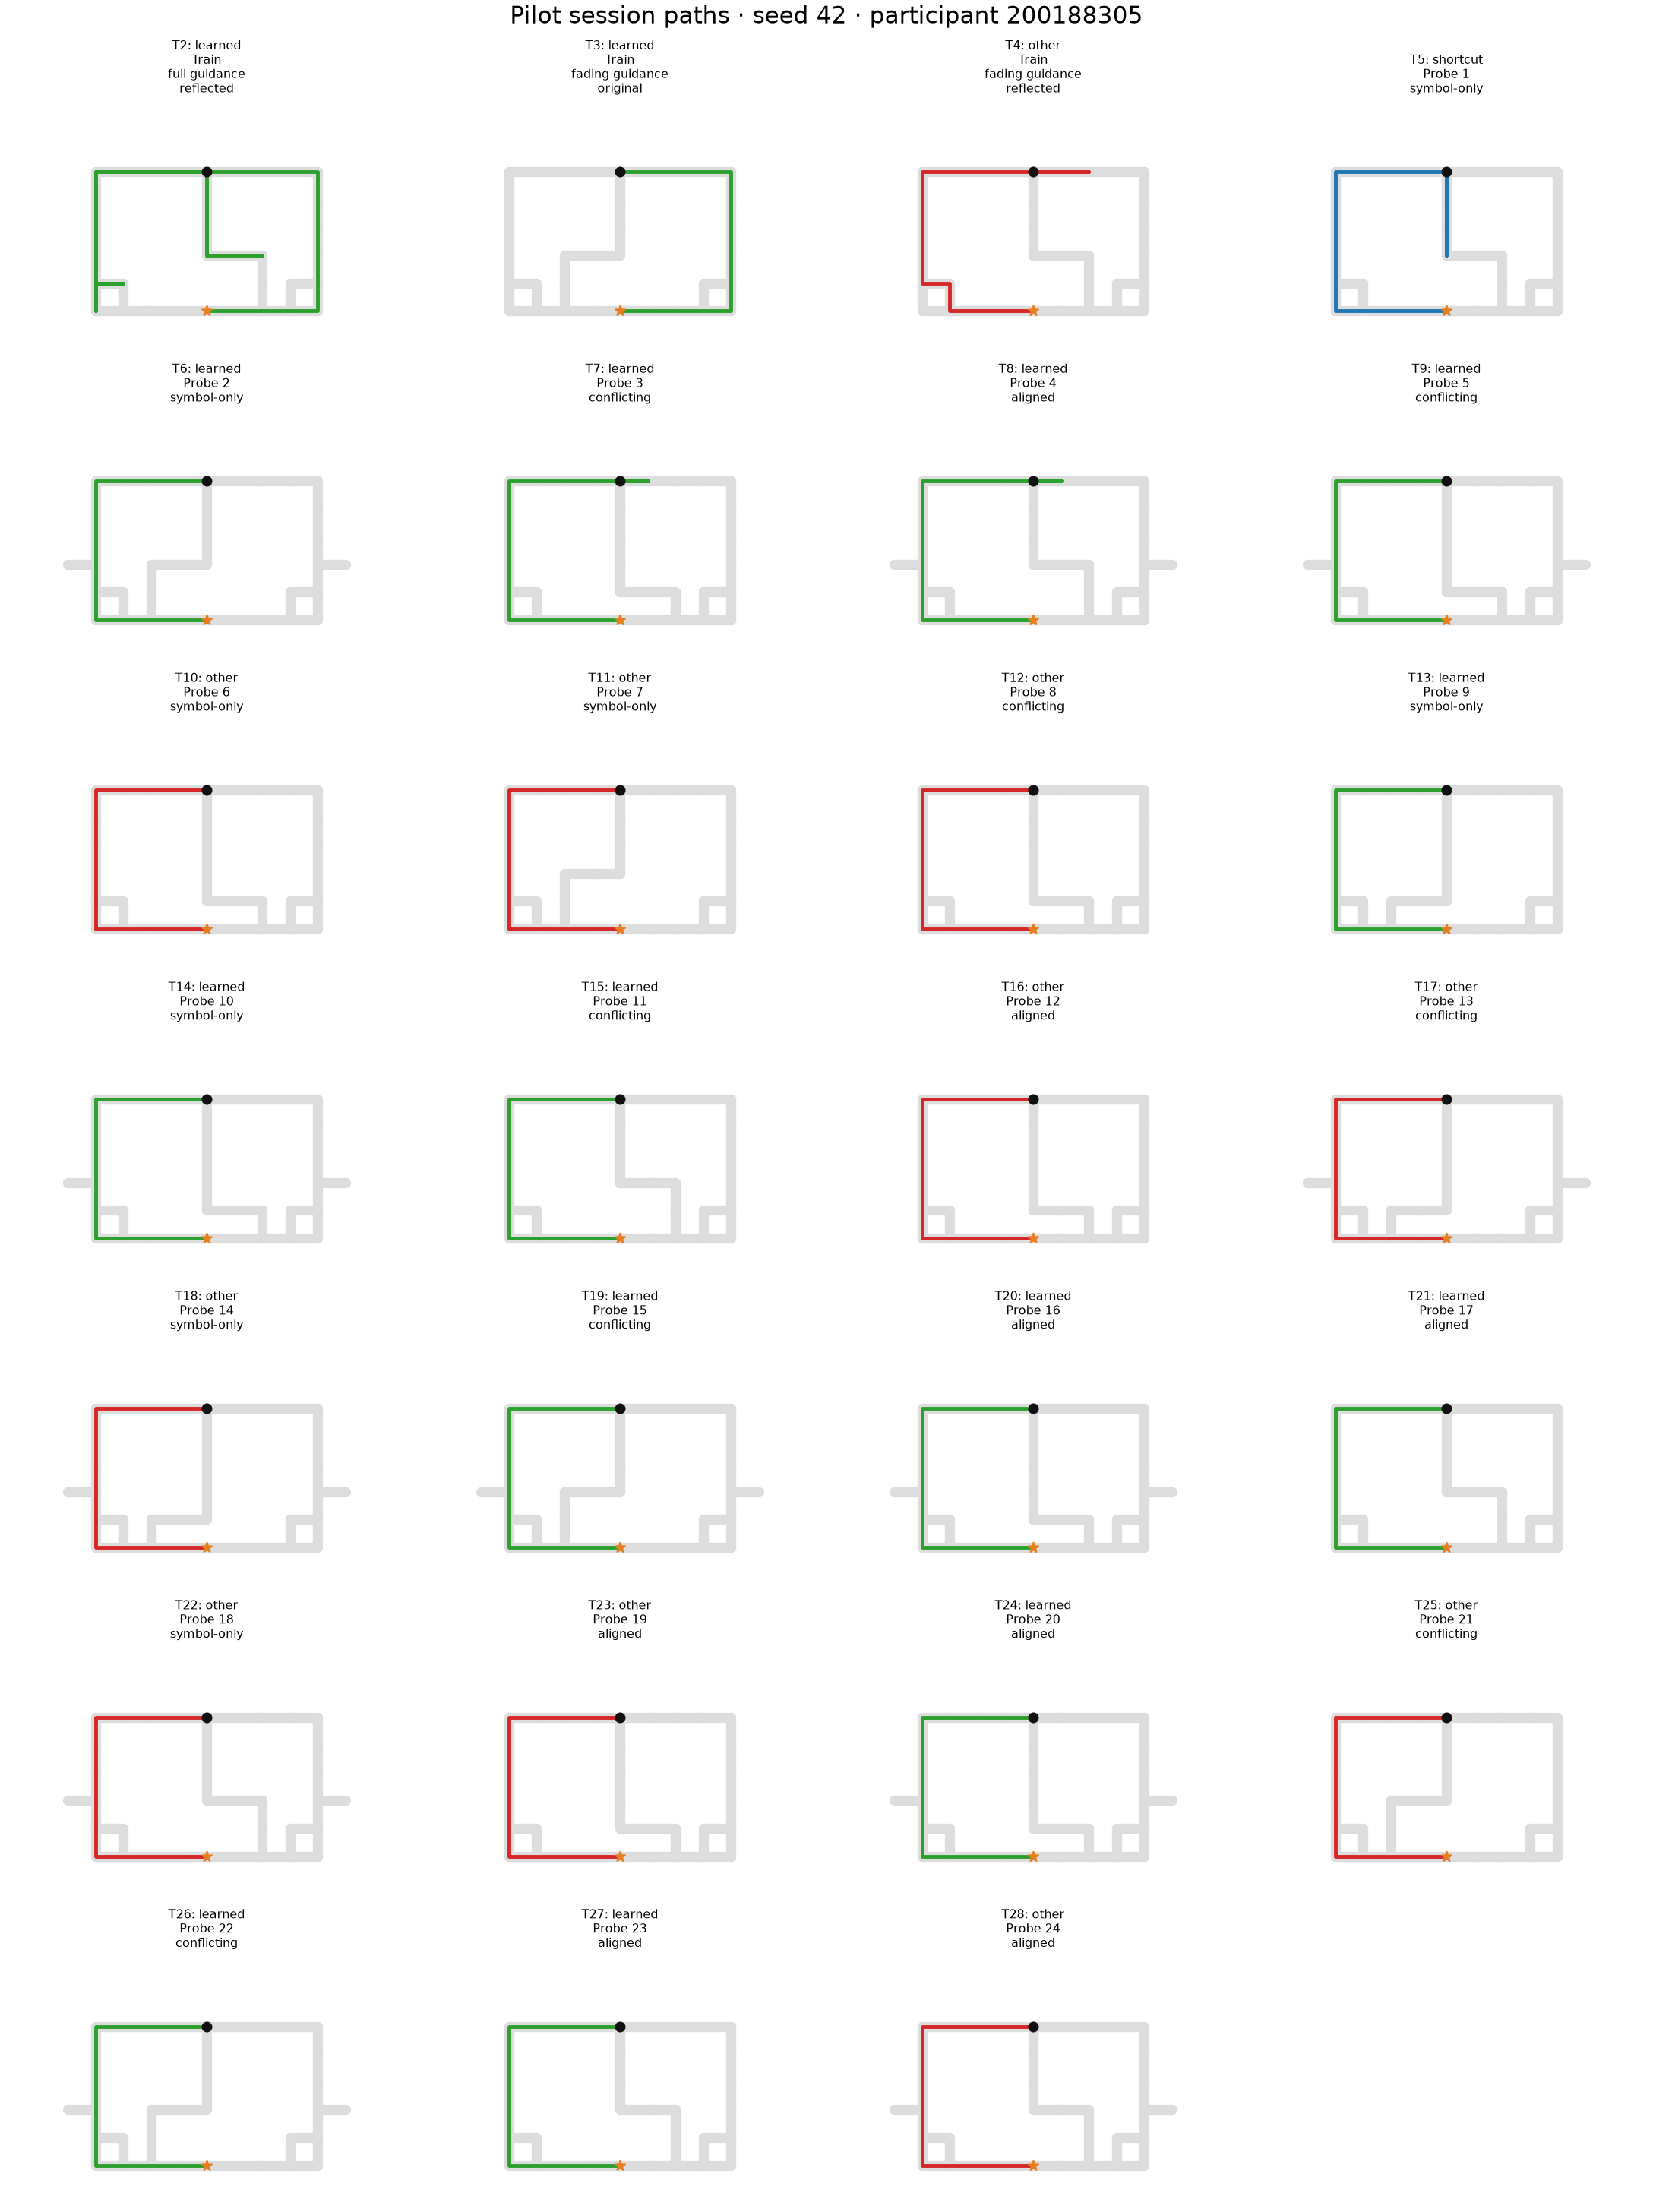 Pilot session paths · seed 42 · participant 200188305
T2: learned
Train
full guidance
reflected
T3: learned
Train
fading guidance
original
T4: other
Train
fading guidance
reflected
T5: shortcut
Probe 1
symbol-only
T6: learned
Probe 2
symbol-only
T7: learned
Probe 3
conflicting
T8: learned
Probe 4
aligned
T9: learned
Probe 5
conflicting
T10: other
Probe 6
symbol-only
T11: other
Probe 7
symbol-only
T12: other
Probe 8
conflicting
T13: learned
Probe 9
symbol-only
T14: learned
Probe 10
symbol-only
T15: learned
Probe 11
conflicting
T16: other
Probe 12
aligned
T17: other
Probe 13
conflicting
T18: other
Probe 14
symbol-only
T19: learned
Probe 15
conflicting
T20: learned
Probe 16
aligned
T21: learned
Probe 17
aligned
T22: other
Probe 18
symbol-only
T23: other
Probe 19
aligned
T24: learned
Probe 20
aligned
T25: other
Probe 21
conflicting
T26: learned
Probe 22
conflicting
T27: learned
Probe 23
aligned
T28: other
Probe 24
aligned